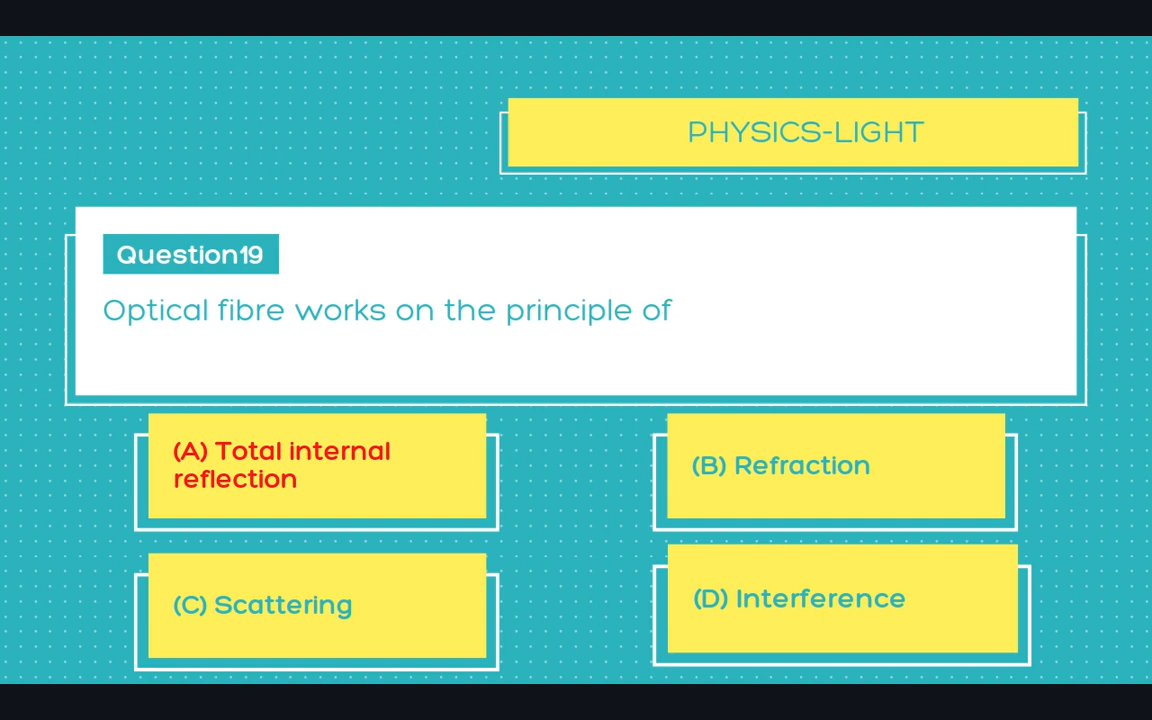 PHYSICS-LIGHT
Question19
Optical fibre works on the principle of
(A) Total internal
reflection
(B) Refraction
(C) Scattering
(D) Interference